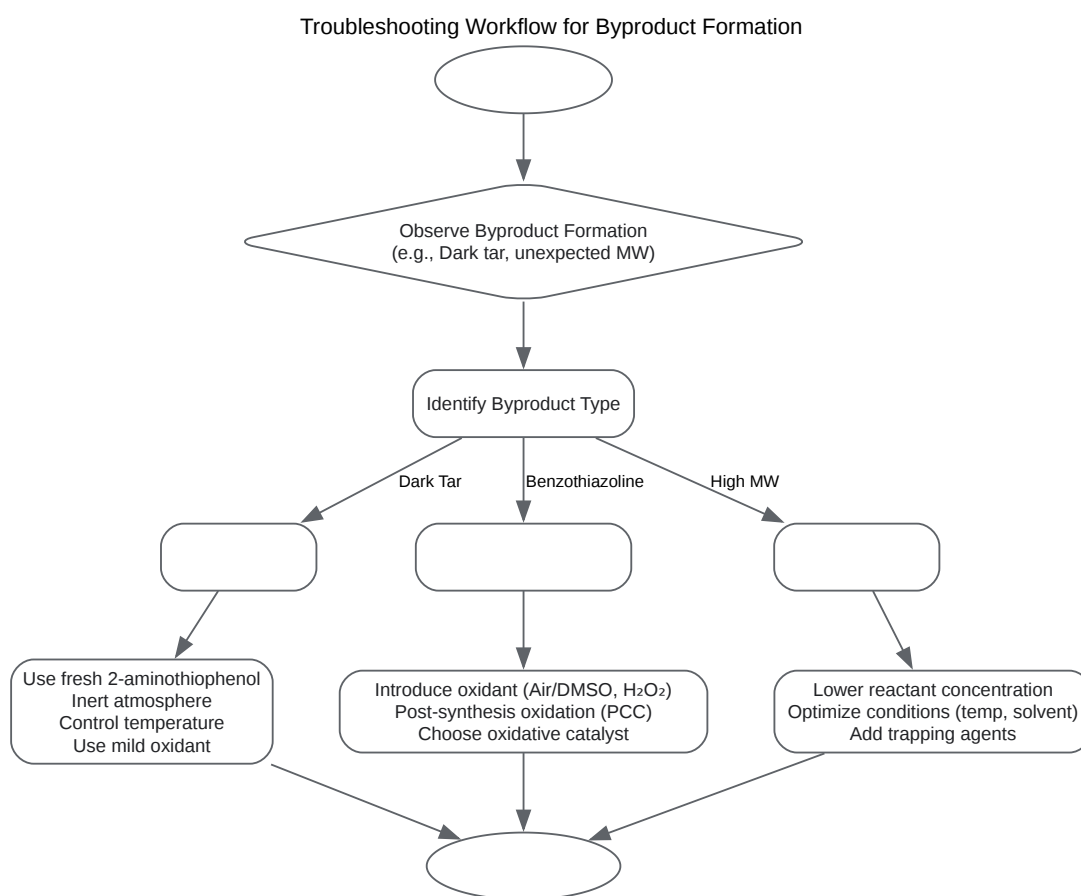 Troubleshooting Workflow for Byproduct Formation
Observe Byproduct Formation
(e.g., Dark tar, unexpected MW)
Identify Byproduct Type
Dark Tar
Benzothiazoline
High MW
Use fresh 2-aminothiophenol
Inert atmosphere
Control temperature
Use mild oxidant
Introduce oxidant (Air/DMSO, H₂O₂)
Post-synthesis oxidation (PCC)
Choose oxidative catalyst
Lower reactant concentration
Optimize conditions (temp, solvent)
Add trapping agents